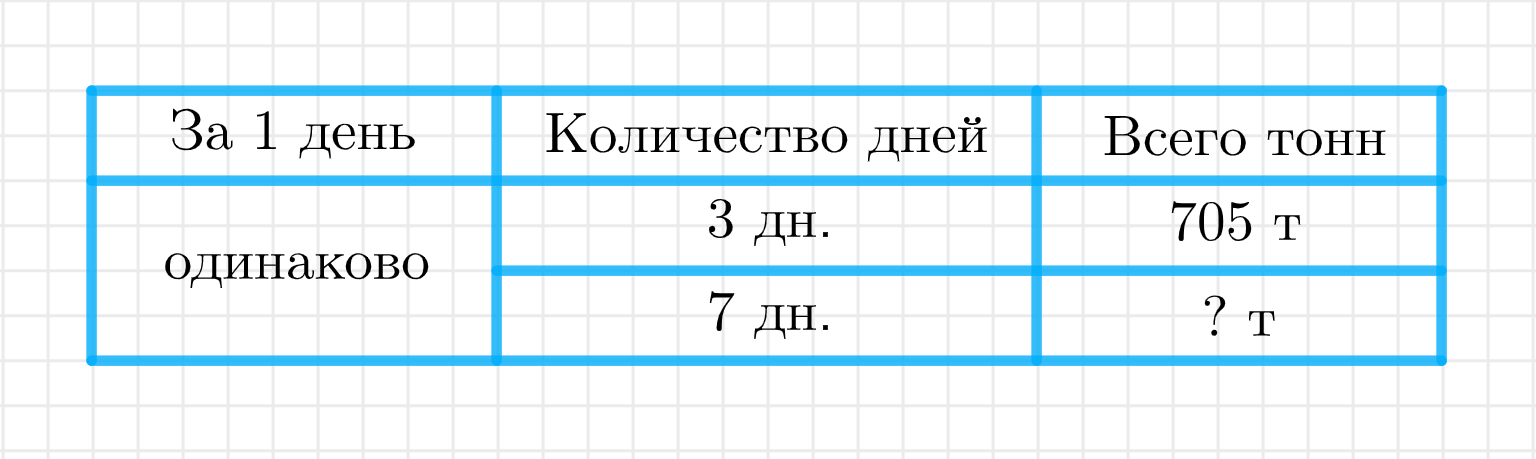 За 1 день Количество дней Всего тонн
одинаково
3 дн. 705 т
7 дн. ? т